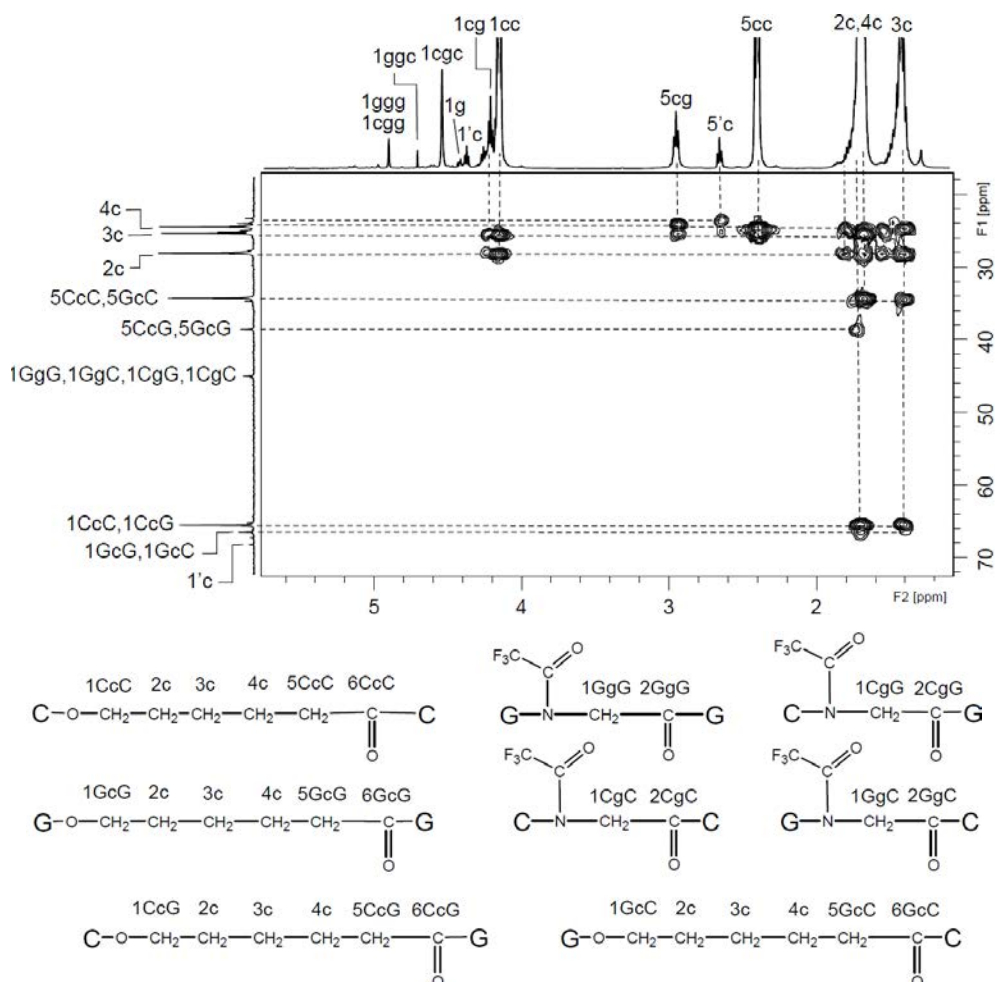 1ggg
1cgg
1ggc
1cgc
1g
1'c
1cg
1cc
5cg
5'c
5cc
2c,4c
3c
4c
3c
2c
5CcC,5GcC
5CcG,5GcG
1GgG,1GgC,1CgG,1CgC
1CcC,1CcG
1GcG,1GcC
1'c
30
40
50
60
70
F1 [ppm]
5
4
3
2
F2 [ppm]
1CcC 2c 3c 4c 5CcC 6CcC
C O CH2 CH2 CH2 CH2 CH2 C C
O
F3C O
C
1GgG 2GgG
G N CH2 C G
O
F3C O
C
1CgG 2CgG
C N CH2 C G
O
1GcG 2c 3c 4c 5GcG 6GcG
G O CH2 CH2 CH2 CH2 CH2 C G
O
F3C O
C
1CgC 2CgC
C N CH2 C C
O
F3C O
C
1GgC 2GgC
G N CH2 C C
O
1CcG 2c 3c 4c 5CcG 6CcG
C O CH2 CH2 CH2 CH2 CH2 C G
O
1GcC 2c 3c 4c 5GcC 6GcC
G O CH2 CH2 CH2 CH2 CH2 C C
O